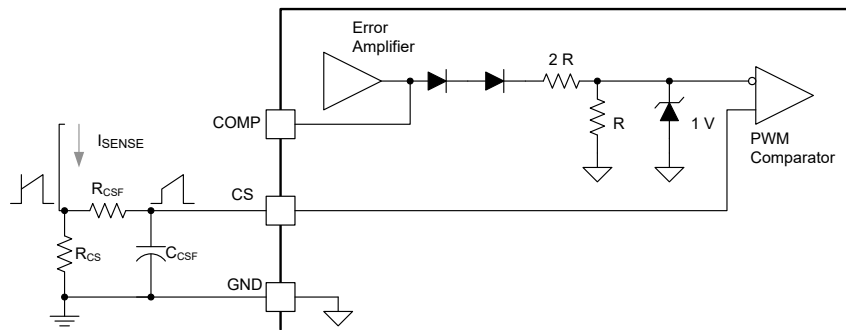 Error
Amplifier
2 R
COMP
R
1 V
PWM
Comparator
ISENSE
RCSF
CS
RCS
CCSF
GND